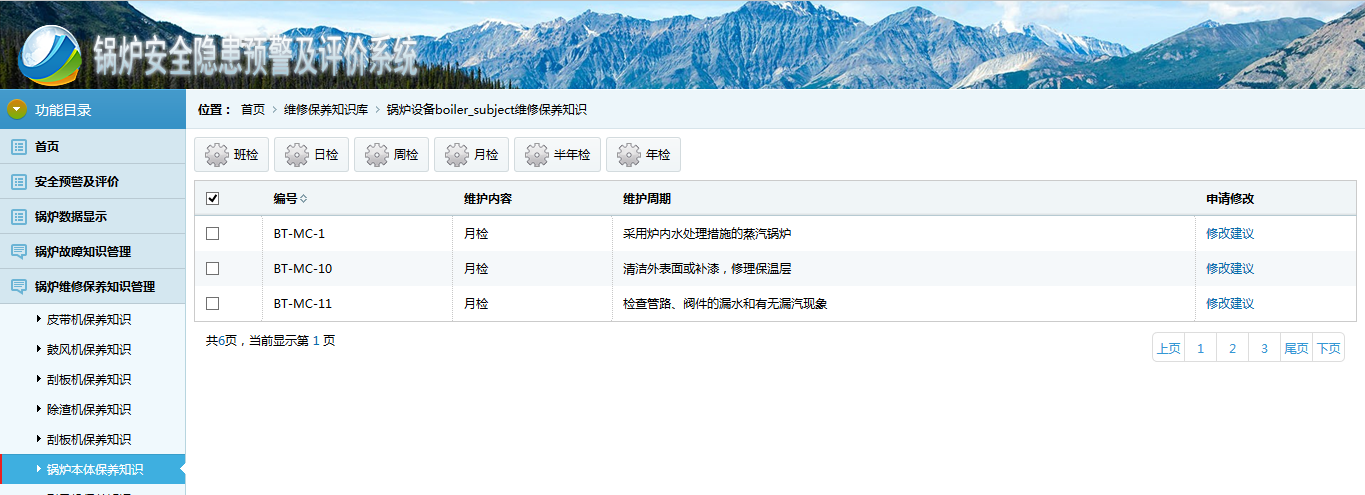 锅炉安全隐患预警及评价系统
功能目录
首页
安全预警及评价
锅炉数据显示
锅炉故障知识管理
锅炉维修保养知识管理
皮带机保养知识
鼓风机保养知识
刮板机保养知识
除渣机保养知识
刮板机保养知识
锅炉本体保养知识
位置： 首页 > 维修保养知识库 > 锅炉设备boiler_subject维修保养知识
班检 日检 周检 月检 半年检 年检
编号 维护内容 维护周期 申请修改
BT-MC-1 月检 采用炉内水处理措施的蒸汽锅炉 修改建议
BT-MC-10 月检 清洁外表面或补漆，修理保温层 修改建议
BT-MC-11 月检 检查管路、阀件的漏水和有无漏汽现象 修改建议
共6页，当前显示第 1 页
上页 1 2 3 尾页 下页